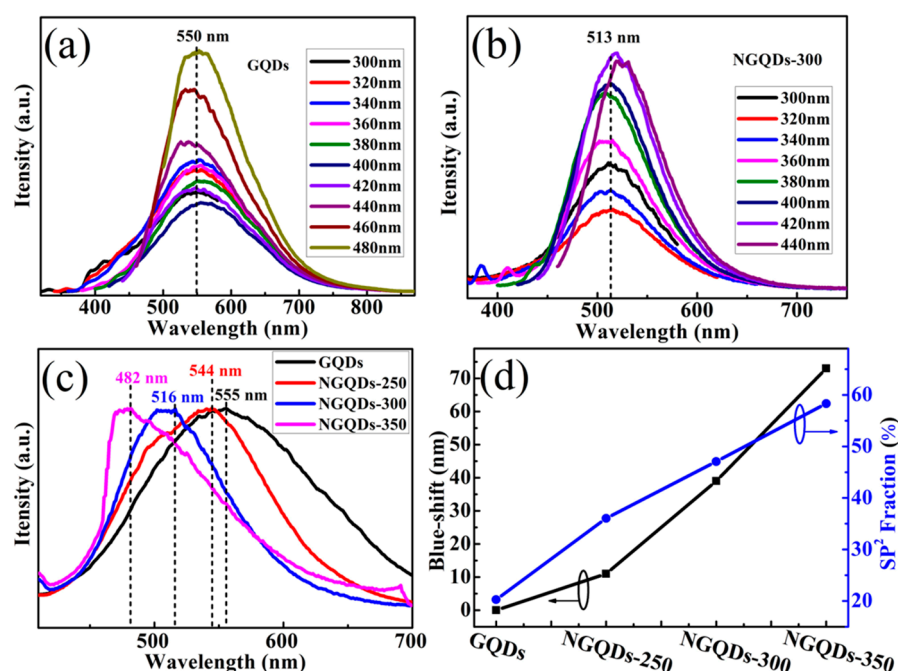 (a)
550 nm
GQDs
300nm
320nm
340nm
360nm
380nm
400nm
420nm
440nm
460nm
480nm
Itensity (a.u.)
400 500 600 700 800
Wavelength (nm)
(b)
513 nm
NGQDs-300
300nm
320nm
340nm
360nm
380nm
400nm
420nm
440nm
Itensity (a.u.)
400 500 600 700
Wavelength (nm)
(c)
482 nm
516 nm
544 nm
555 nm
GQDs
NGQDs-250
NGQDs-300
NGQDs-350
Itensity (a.u.)
500 600 700
Wavelength (nm)
(d)
Blue-shift (nm)
70
60
50
40
30
20
10
0
SP² Fraction (%)
60
50
40
30
20
GQDs
NGQDs-250
NGQDs-300
NGQDs-350